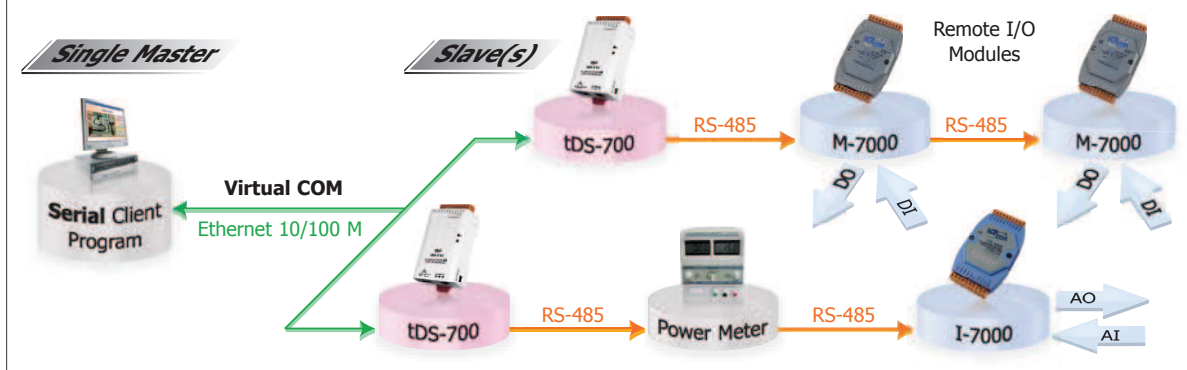 Single Master
Slave(s)
Remote I/O
Modules
tDS-700
RS-485
M-7000
RS-485
M-7000
DO
DI
DO
DI
Virtual COM
Ethernet 10/100 M
Serial Client
Program
tDS-700
RS-485
Power Meter
RS-485
I-7000
AO
AI